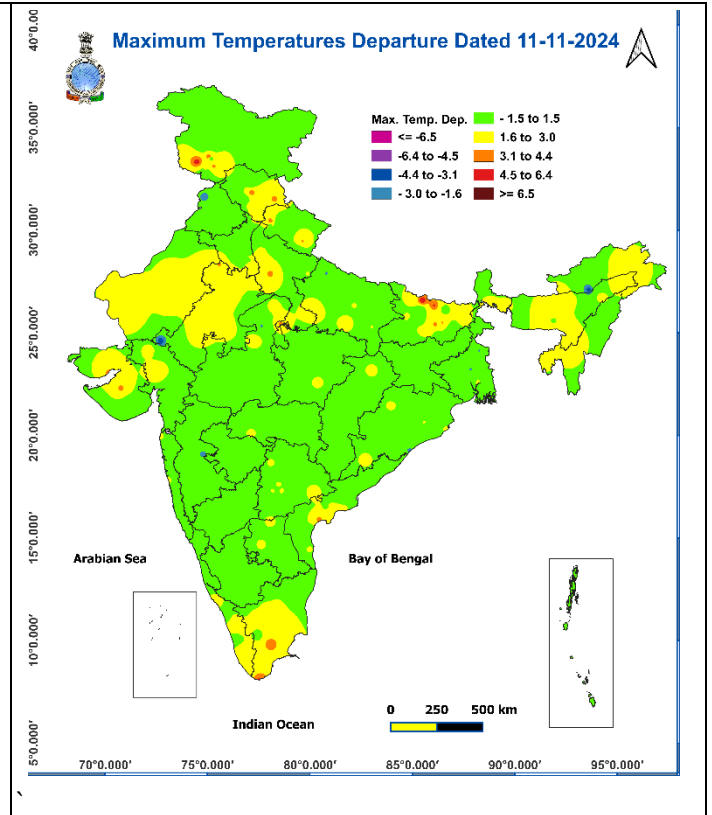 Maximum Temperatures Departure Dated 11-11-2024
Max. Temp. Dep.
<= -6.5
-6.4 to -4.5
-4.4 to -3.1
- 3.0 to -1.6
- 1.5 to 1.5
1.6 to 3.0
3.1 to 4.4
4.5 to 6.4
>= 6.5
40°0.000'
35°0.000'
30°0.000'
25°0.000'
20°0.000'
15°0.000'
10°0.000'
5°0.000'
Arabian Sea
Bay of Bengal
Indian Ocean
0 250 500 km
70°0.000' 75°0.000' 80°0.000' 85°0.000' 90°0.000' 95°0.000'
`